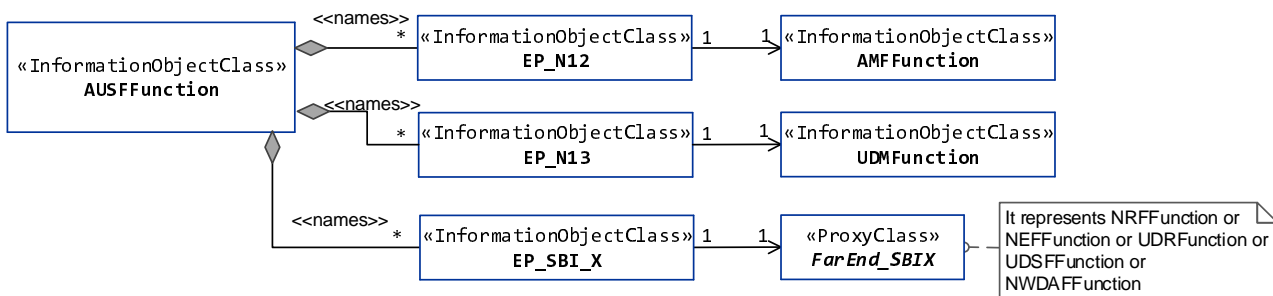 <<names>>
*
«InformationObjectClass»
AUSFFunction
«InformationObjectClass»
EP_N12
1
1
«InformationObjectClass»
AMFFunction
<<names>>
*
«InformationObjectClass»
EP_N13
1
1
«InformationObjectClass»
UDMFunction
<<names>>
*
«InformationObjectClass»
EP_SBI_X
1
1
«ProxyClass»
FarEnd_SBIX
It represents NRFFunction or
NEFFunction or UDRFunction or
UDSFFunction or
NWDAFFunction